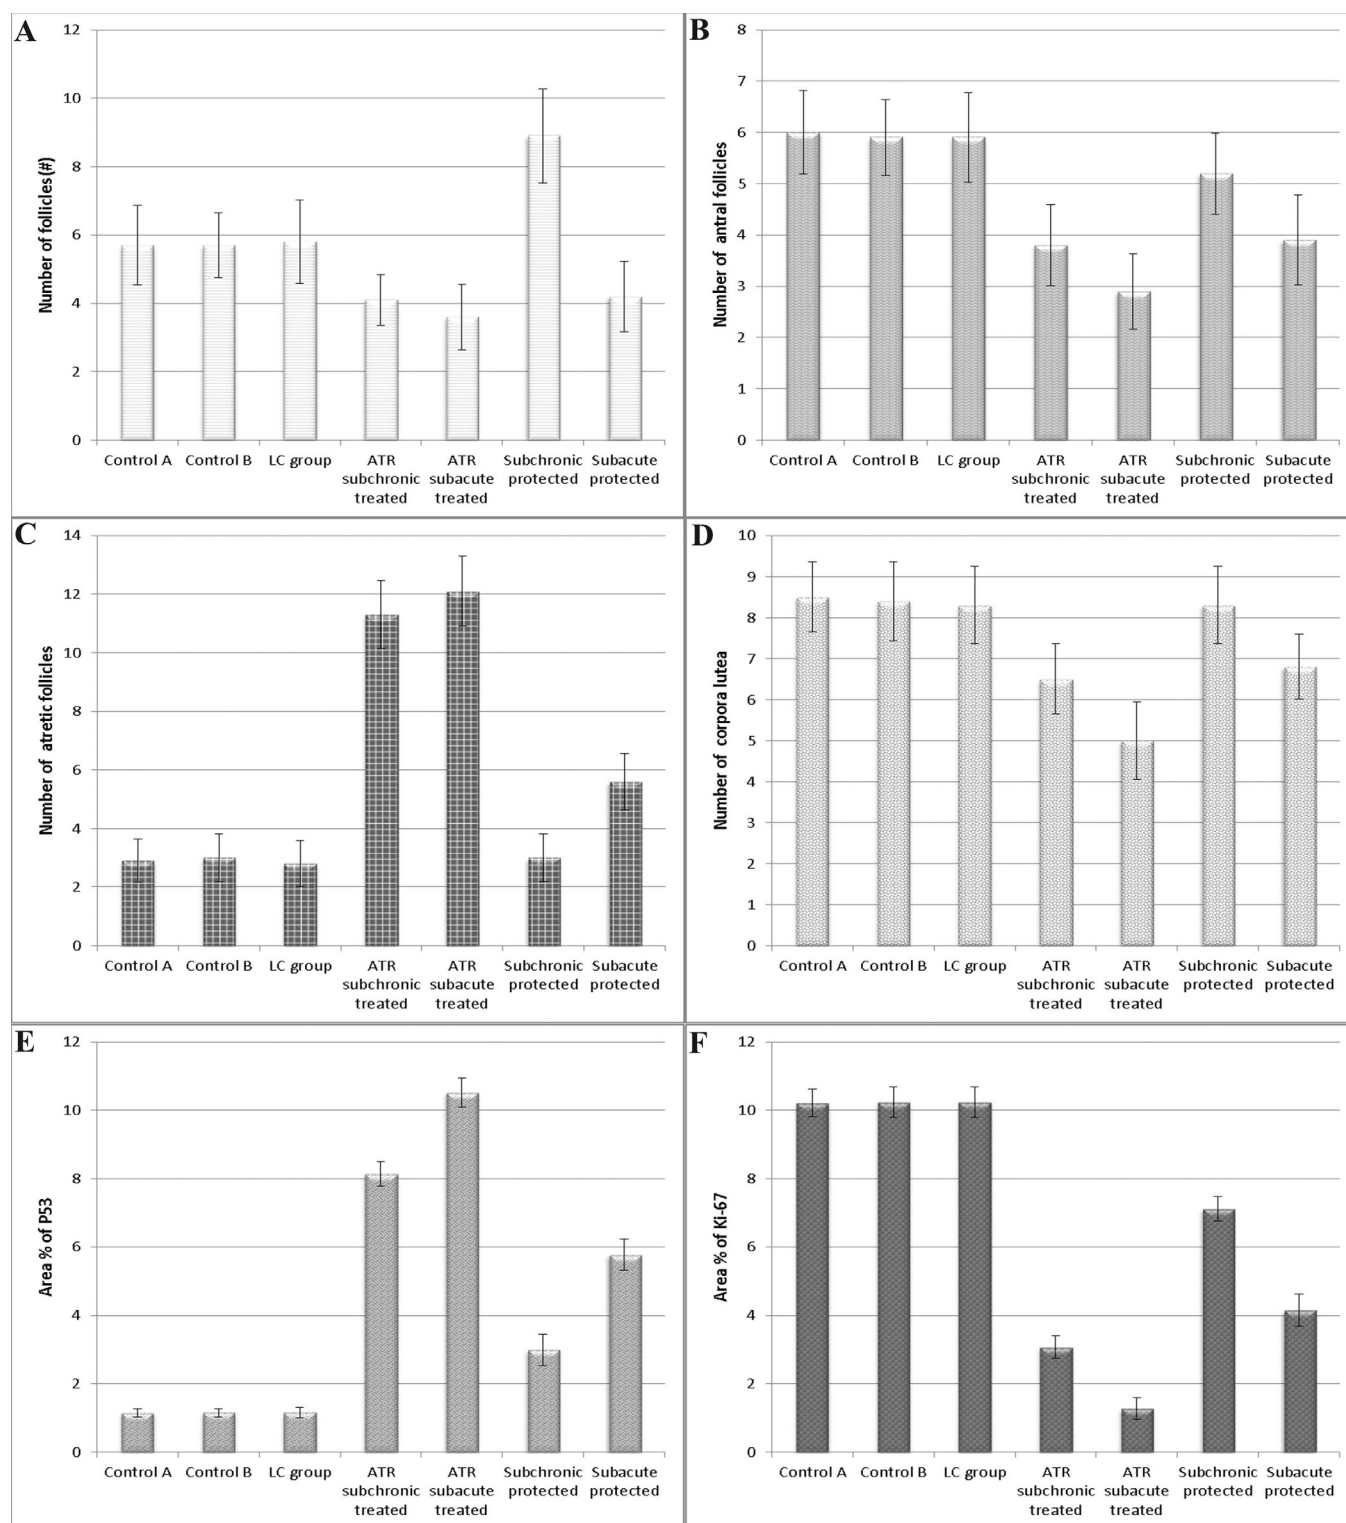 A
Number of follicles (#)
12
10
8
6
4
2
0
Control A Control B LC group ATR Subchronic Subacute
subchronic subacute protected protected
treated treated
B
Number of antral follicles
8
7
6
5
4
3
2
1
0
Control A Control B LC group ATR ATR Subchronic Subacute
subchronic subacute protected protected
treated treated
C
Number of atretic follicles
14
12
10
8
6
4
2
0
Control A Control B LC group ATR ATR Subchronic Subacute
subchronic subacute protected protected
treated treated
D
Number of corpora lutea
10
9
8
7
6
5
4
3
2
1
0
Control A Control B LC group ATR ATR Subchronic Subacute
subchronic subacute protected protected
treated treated
E
Area % of P53
12
10
8
6
4
2
0
Control A Control B LC group ATR ATR Subchronic Subacute
subchronic subacute protected protected
treated treated
F
Area % of Ki-67
12
10
8
6
4
2
0
Control A Control B LC group ATR ATR Subchronic Subacute
subchronic subacute protected protected
treated treated